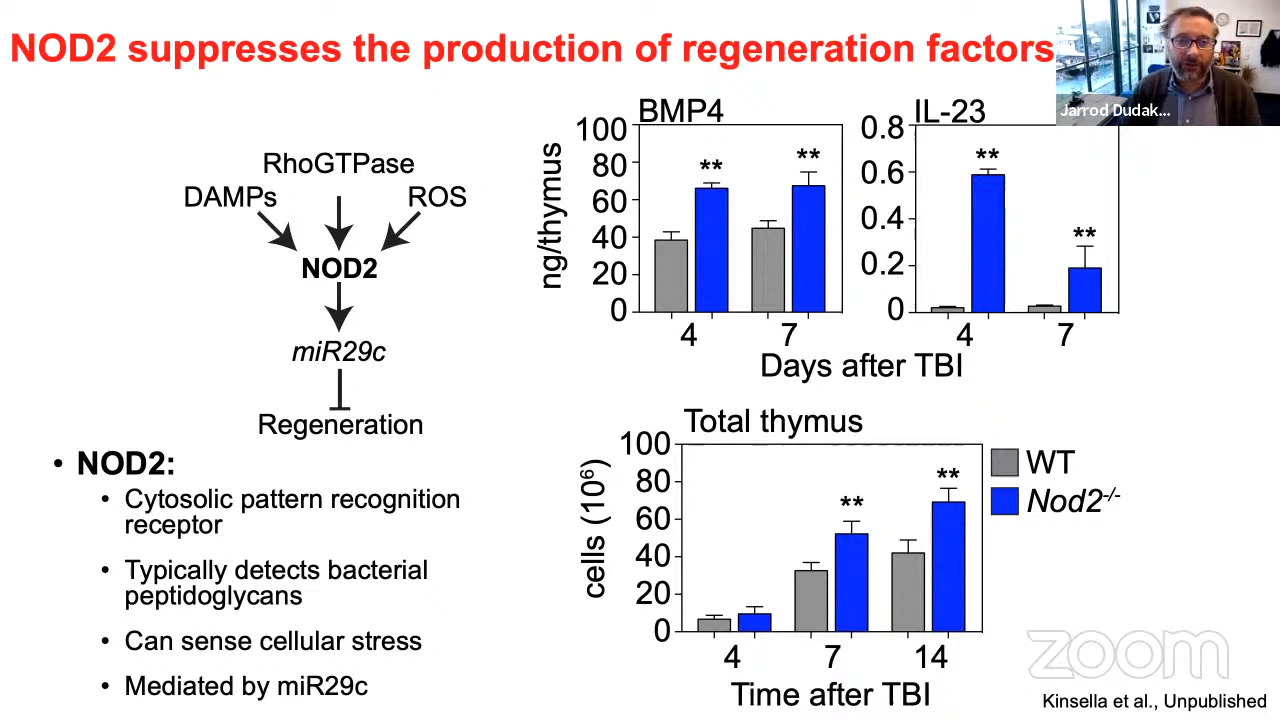 NOD2 suppresses the production of regeneration factors
Jarrod Dudak...
RhoGTPase
DAMPs
ROS
NOD2
miR29c
Regeneration
• NOD2:
• Cytosolic pattern recognition
receptor
• Typically detects bacterial
peptidoglycans
• Can sense cellular stress
• Mediated by miR29c
BMP4
ng/thymus
100
80
60
40
20
0
**
**
4
7
IL-23
0.8
0.6
0.4
0.2
0
**
**
4
7
Days after TBI
Total thymus
cells (10⁶)
100
80
60
40
20
0
**
**
4
7
14
Time after TBI
WT
Nod2-/-
zoom
Kinsella et al., Unpublished